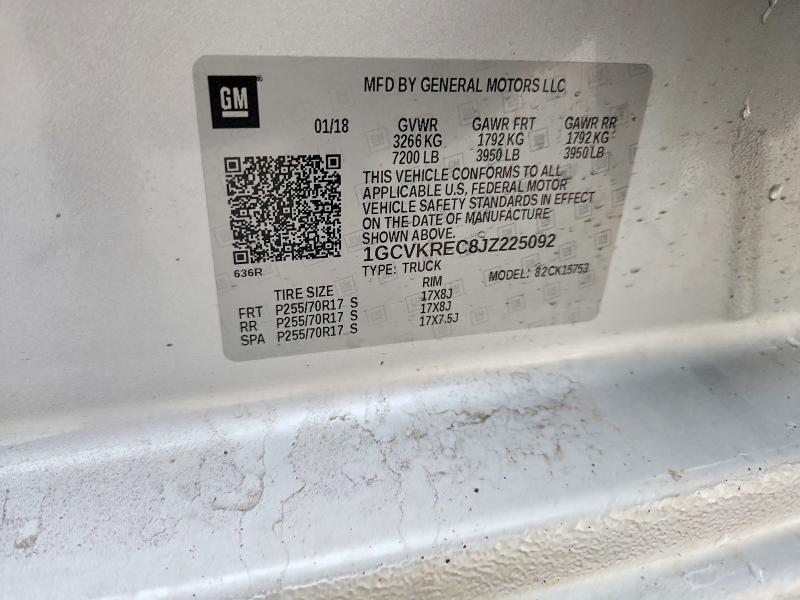 GM
MFD BY GENERAL MOTORS LLC
01/18 GVWR GAWR FRT GAWR RR
3266 KG 1792 KG 1792 KG
7200 LB 3950 LB 3950 LB
THIS VEHICLE CONFORMS TO ALL
APPLICABLE U.S. FEDERAL MOTOR
VEHICLE SAFETY STANDARDS IN EFFECT
ON THE DATE OF MANUFACTURE
SHOWN ABOVE.
1GCVKREC8JZ225092
636R
TYPE: TRUCK MODEL: 82CK15753
TIRE SIZE RIM
FRT P255/70R17 S 17X8J
RR P255/70R17 S 17X8J
SPA P255/70R17 S 17X7.5J